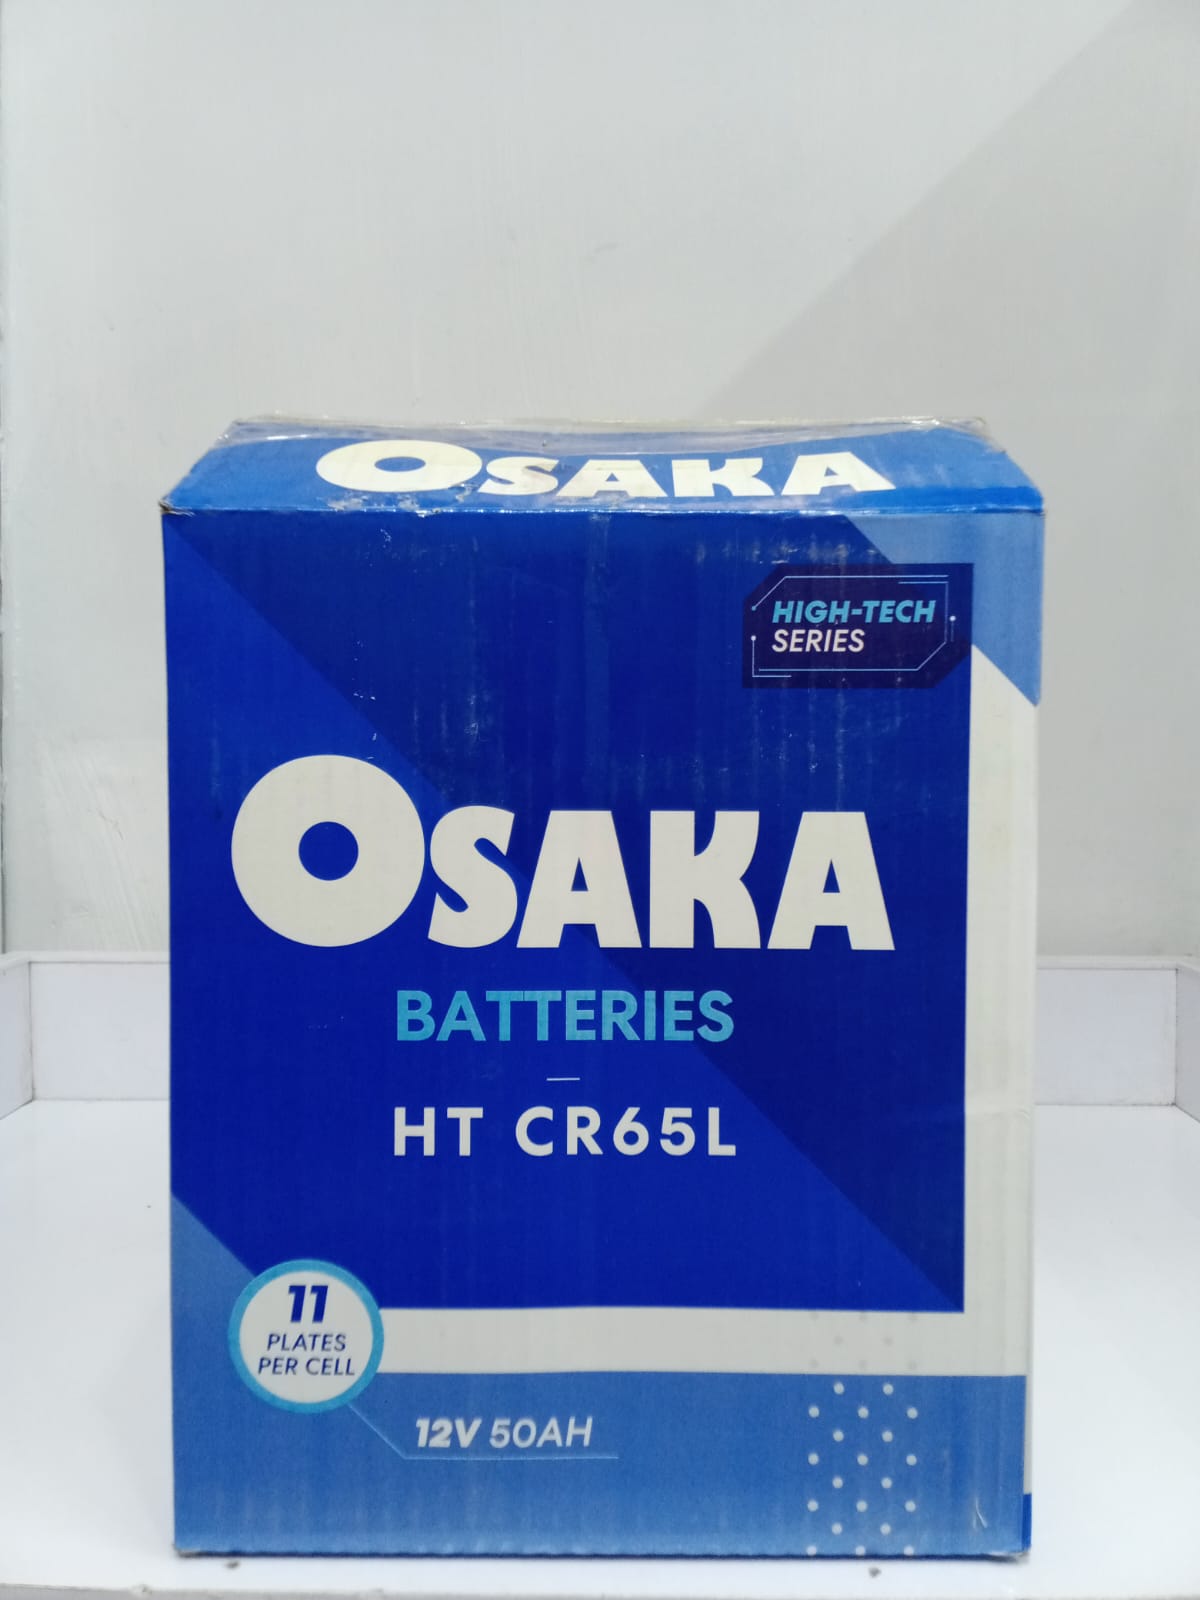 OSAKA
HIGH-TECH
SERIES
OSAKA
BATTERIES
HT CR65L
11
PLATES
PER CELL
12V 50AH